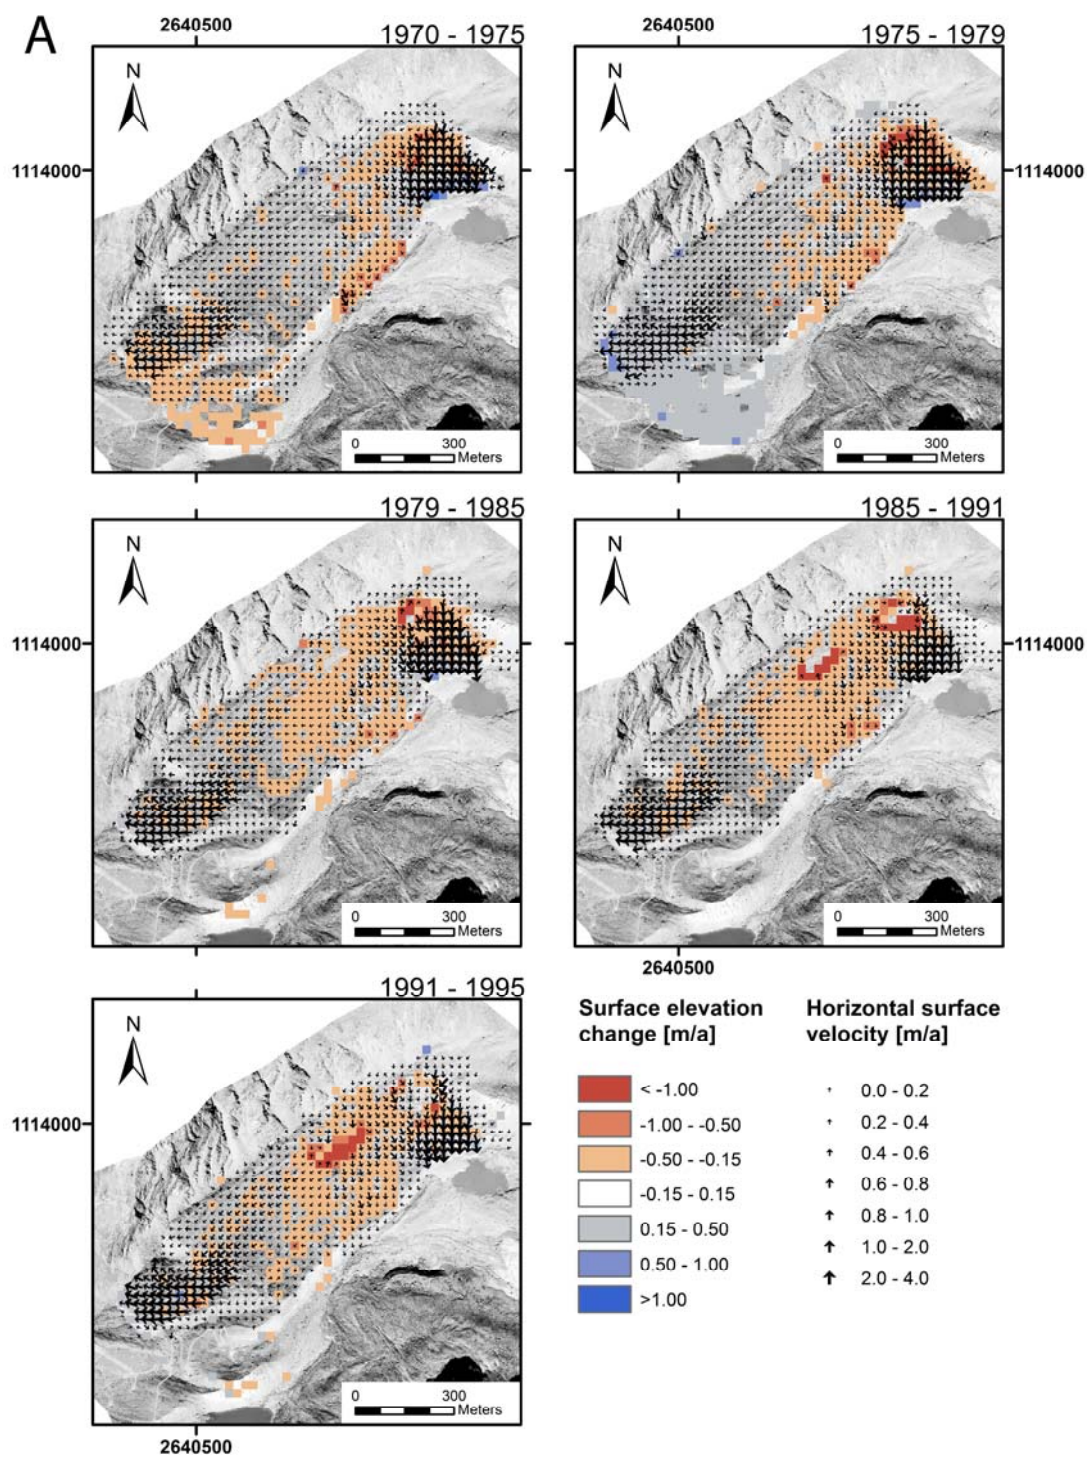 A
2640500
1970 - 1975
N
1114000
0 300
Meters
2640500
1975 - 1979
N
1114000
0 300
Meters
1979 - 1985
N
1114000
0 300
Meters
1985 - 1991
N
1114000
0 300
Meters
2640500
1991 - 1995
N
1114000
0 300
Meters
2640500
Surface elevation
change [m/a]
< -1.00
-1.00 - -0.50
-0.50 - -0.15
-0.15 - 0.15
0.15 - 0.50
0.50 - 1.00
>1.00
Horizontal surface
velocity [m/a]
0.0 - 0.2
0.2 - 0.4
0.4 - 0.6
0.6 - 0.8
0.8 - 1.0
1.0 - 2.0
2.0 - 4.0